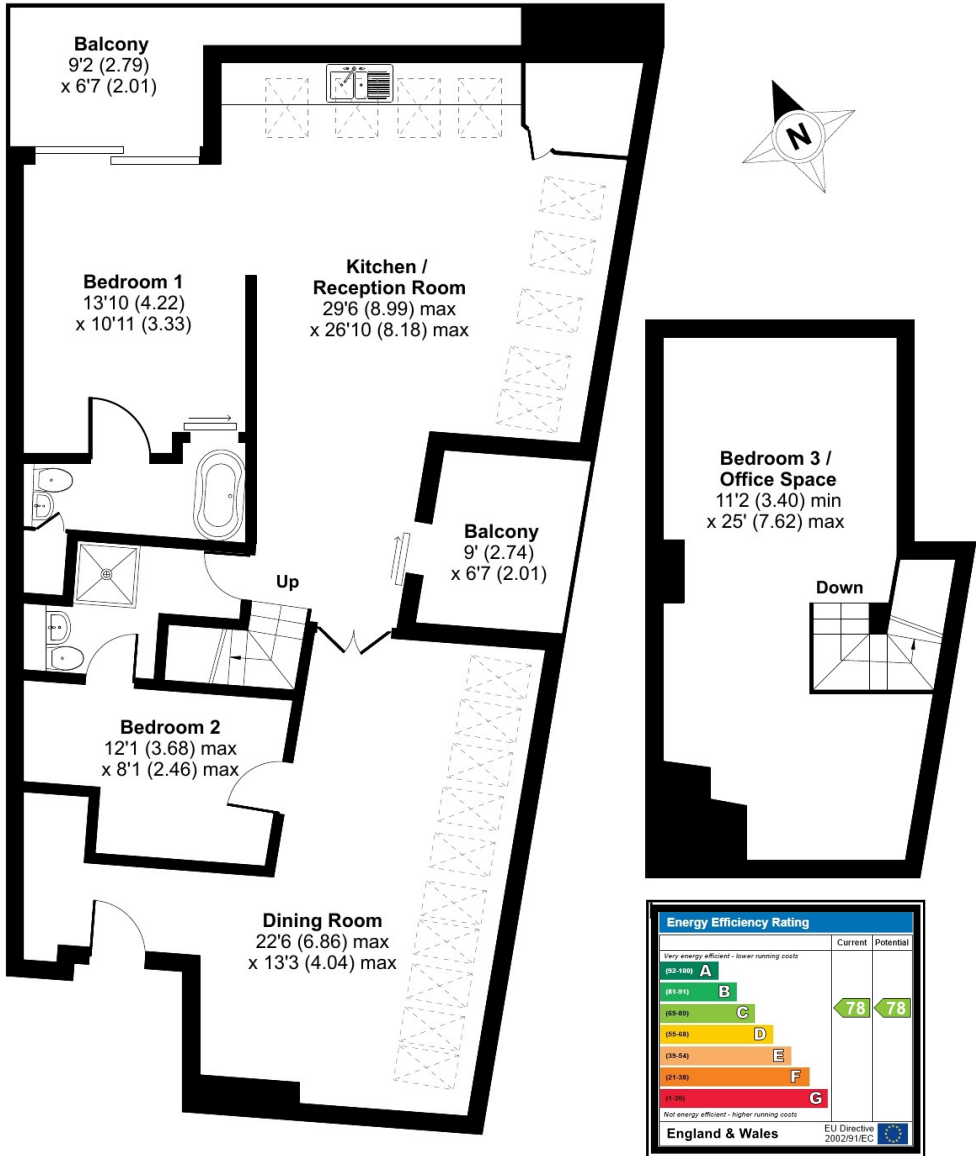 Balcony
9'2 (2.79)
x 6'7 (2.01)
N
Bedroom 1
13'10 (4.22)
x 10'11 (3.33)
Kitchen /
Reception Room
29'6 (8.99) max
x 26'10 (8.18) max
Balcony
9' (2.74)
x 6'7 (2.01)
Up
Bedroom 2
12'1 (3.68) max
x 8'1 (2.46) max
Dining Room
22'6 (6.86) max
x 13'3 (4.04) max
Bedroom 3 /
Office Space
11'2 (3.40) min
x 25' (7.62) max
Down
Energy Efficiency Rating
Current Potential
Very energy efficient - lower running costs
(92-100) A
(81-91) B
(69-80) C 78 78
(55-68) D
(39-54) E
(21-38) F
(1-20) G
Not energy efficient - higher running costs
England & Wales
EU Directive
2002/91/EC